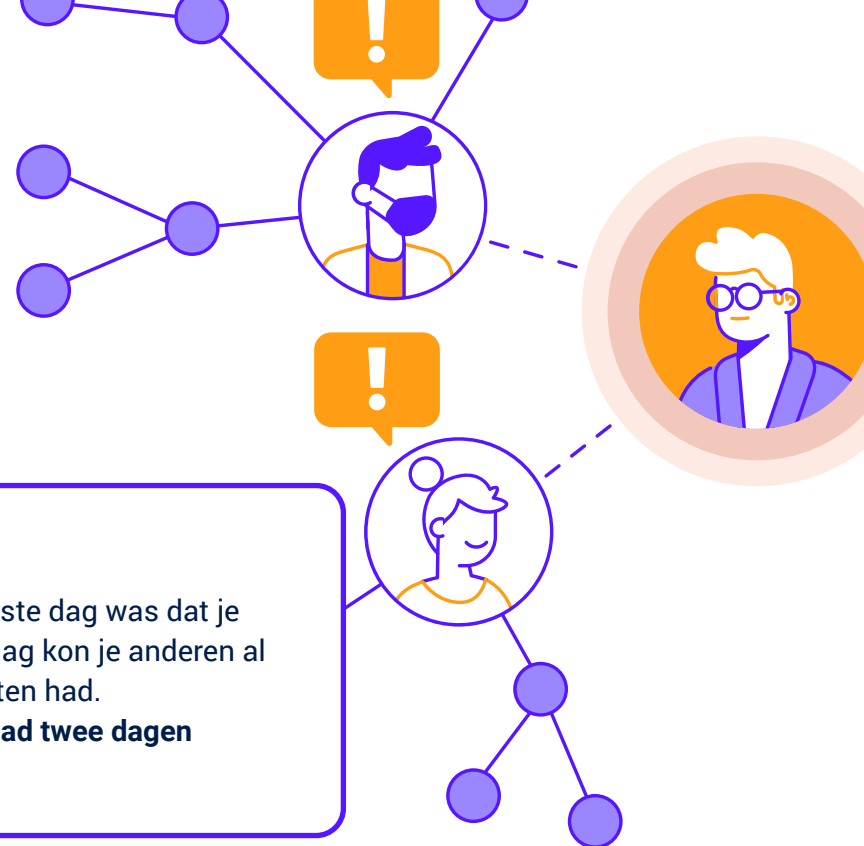 !
!
ste dag was dat je
ag kon je anderen al
ten had.
ad twee dagen